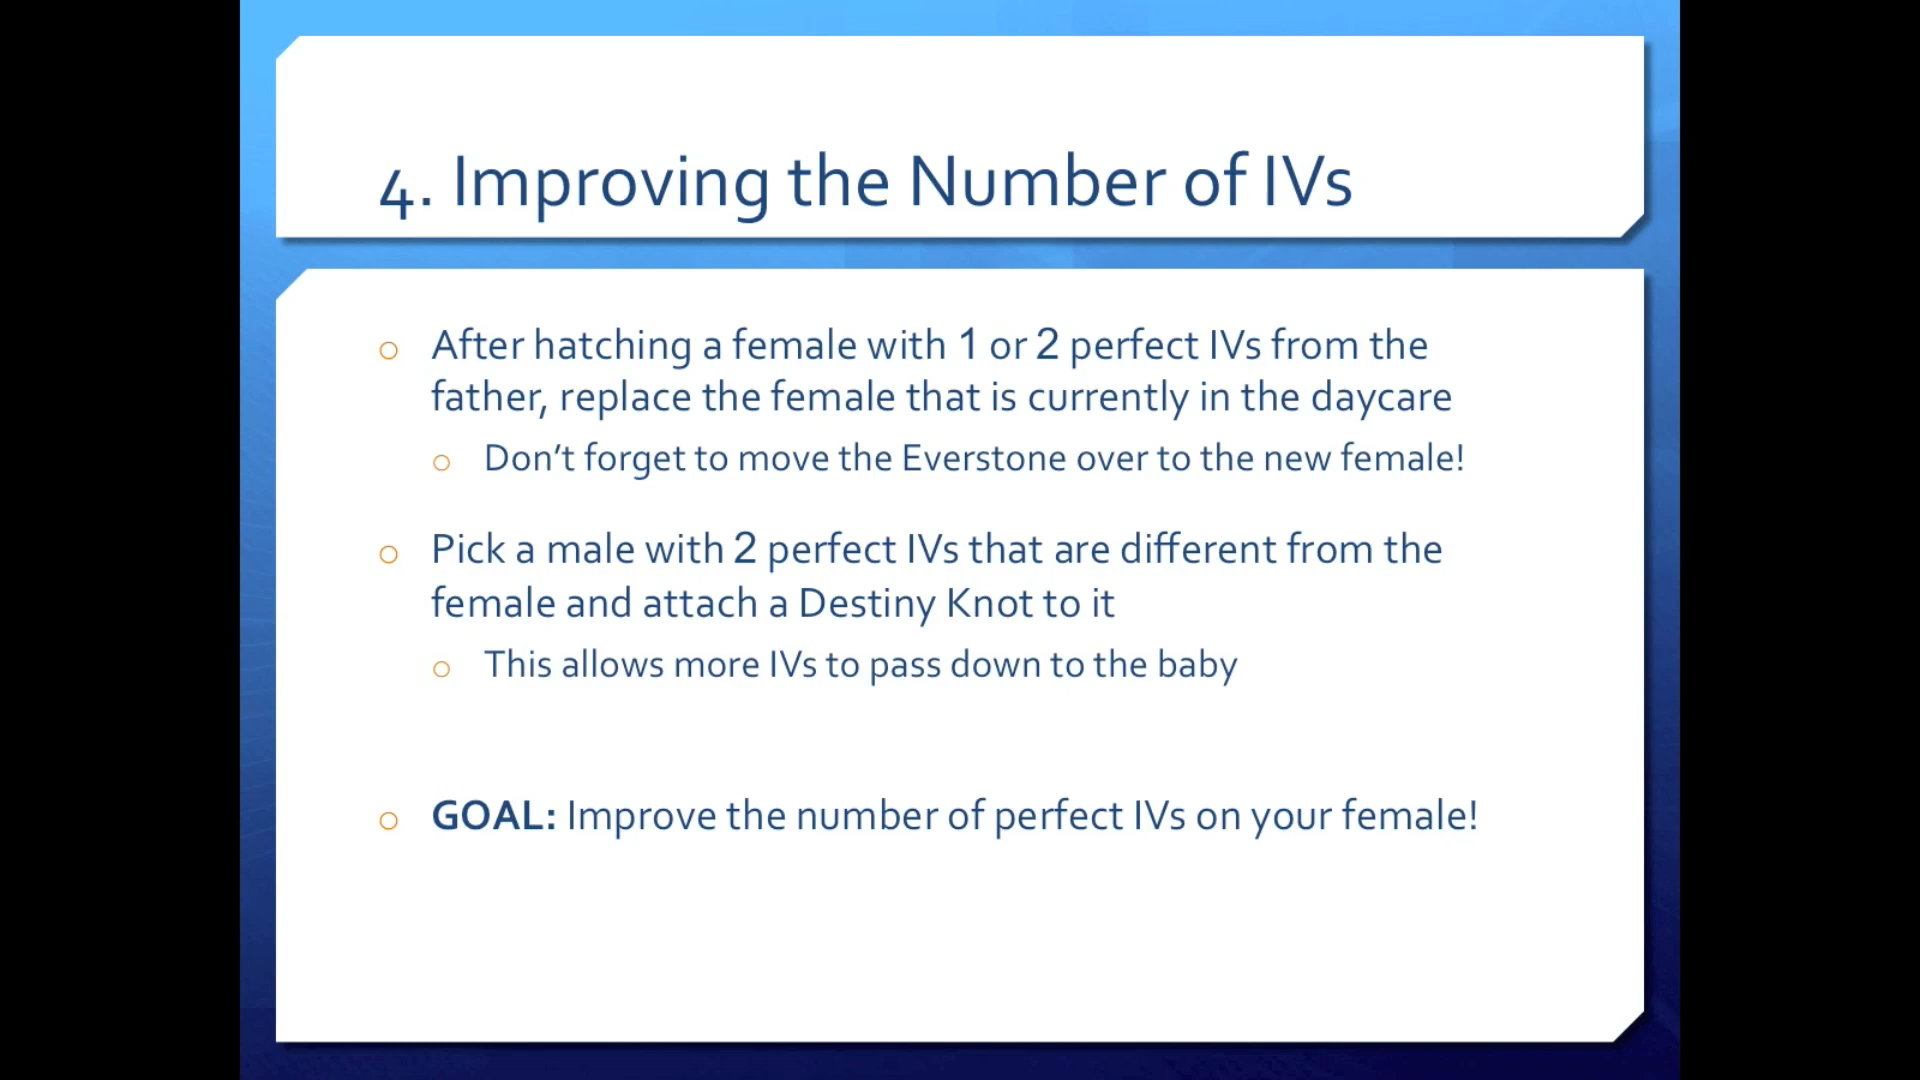 4. Improving the Number of IVs
o After hatching a female with 1 or 2 perfect IVs from the
father, replace the female that is currently in the daycare
o Don't forget to move the Everstone over to the new female!
o Pick a male with 2 perfect IVs that are different from the
female and attach a Destiny Knot to it
o This allows more IVs to pass down to the baby
o GOAL: Improve the number of perfect IVs on your female!